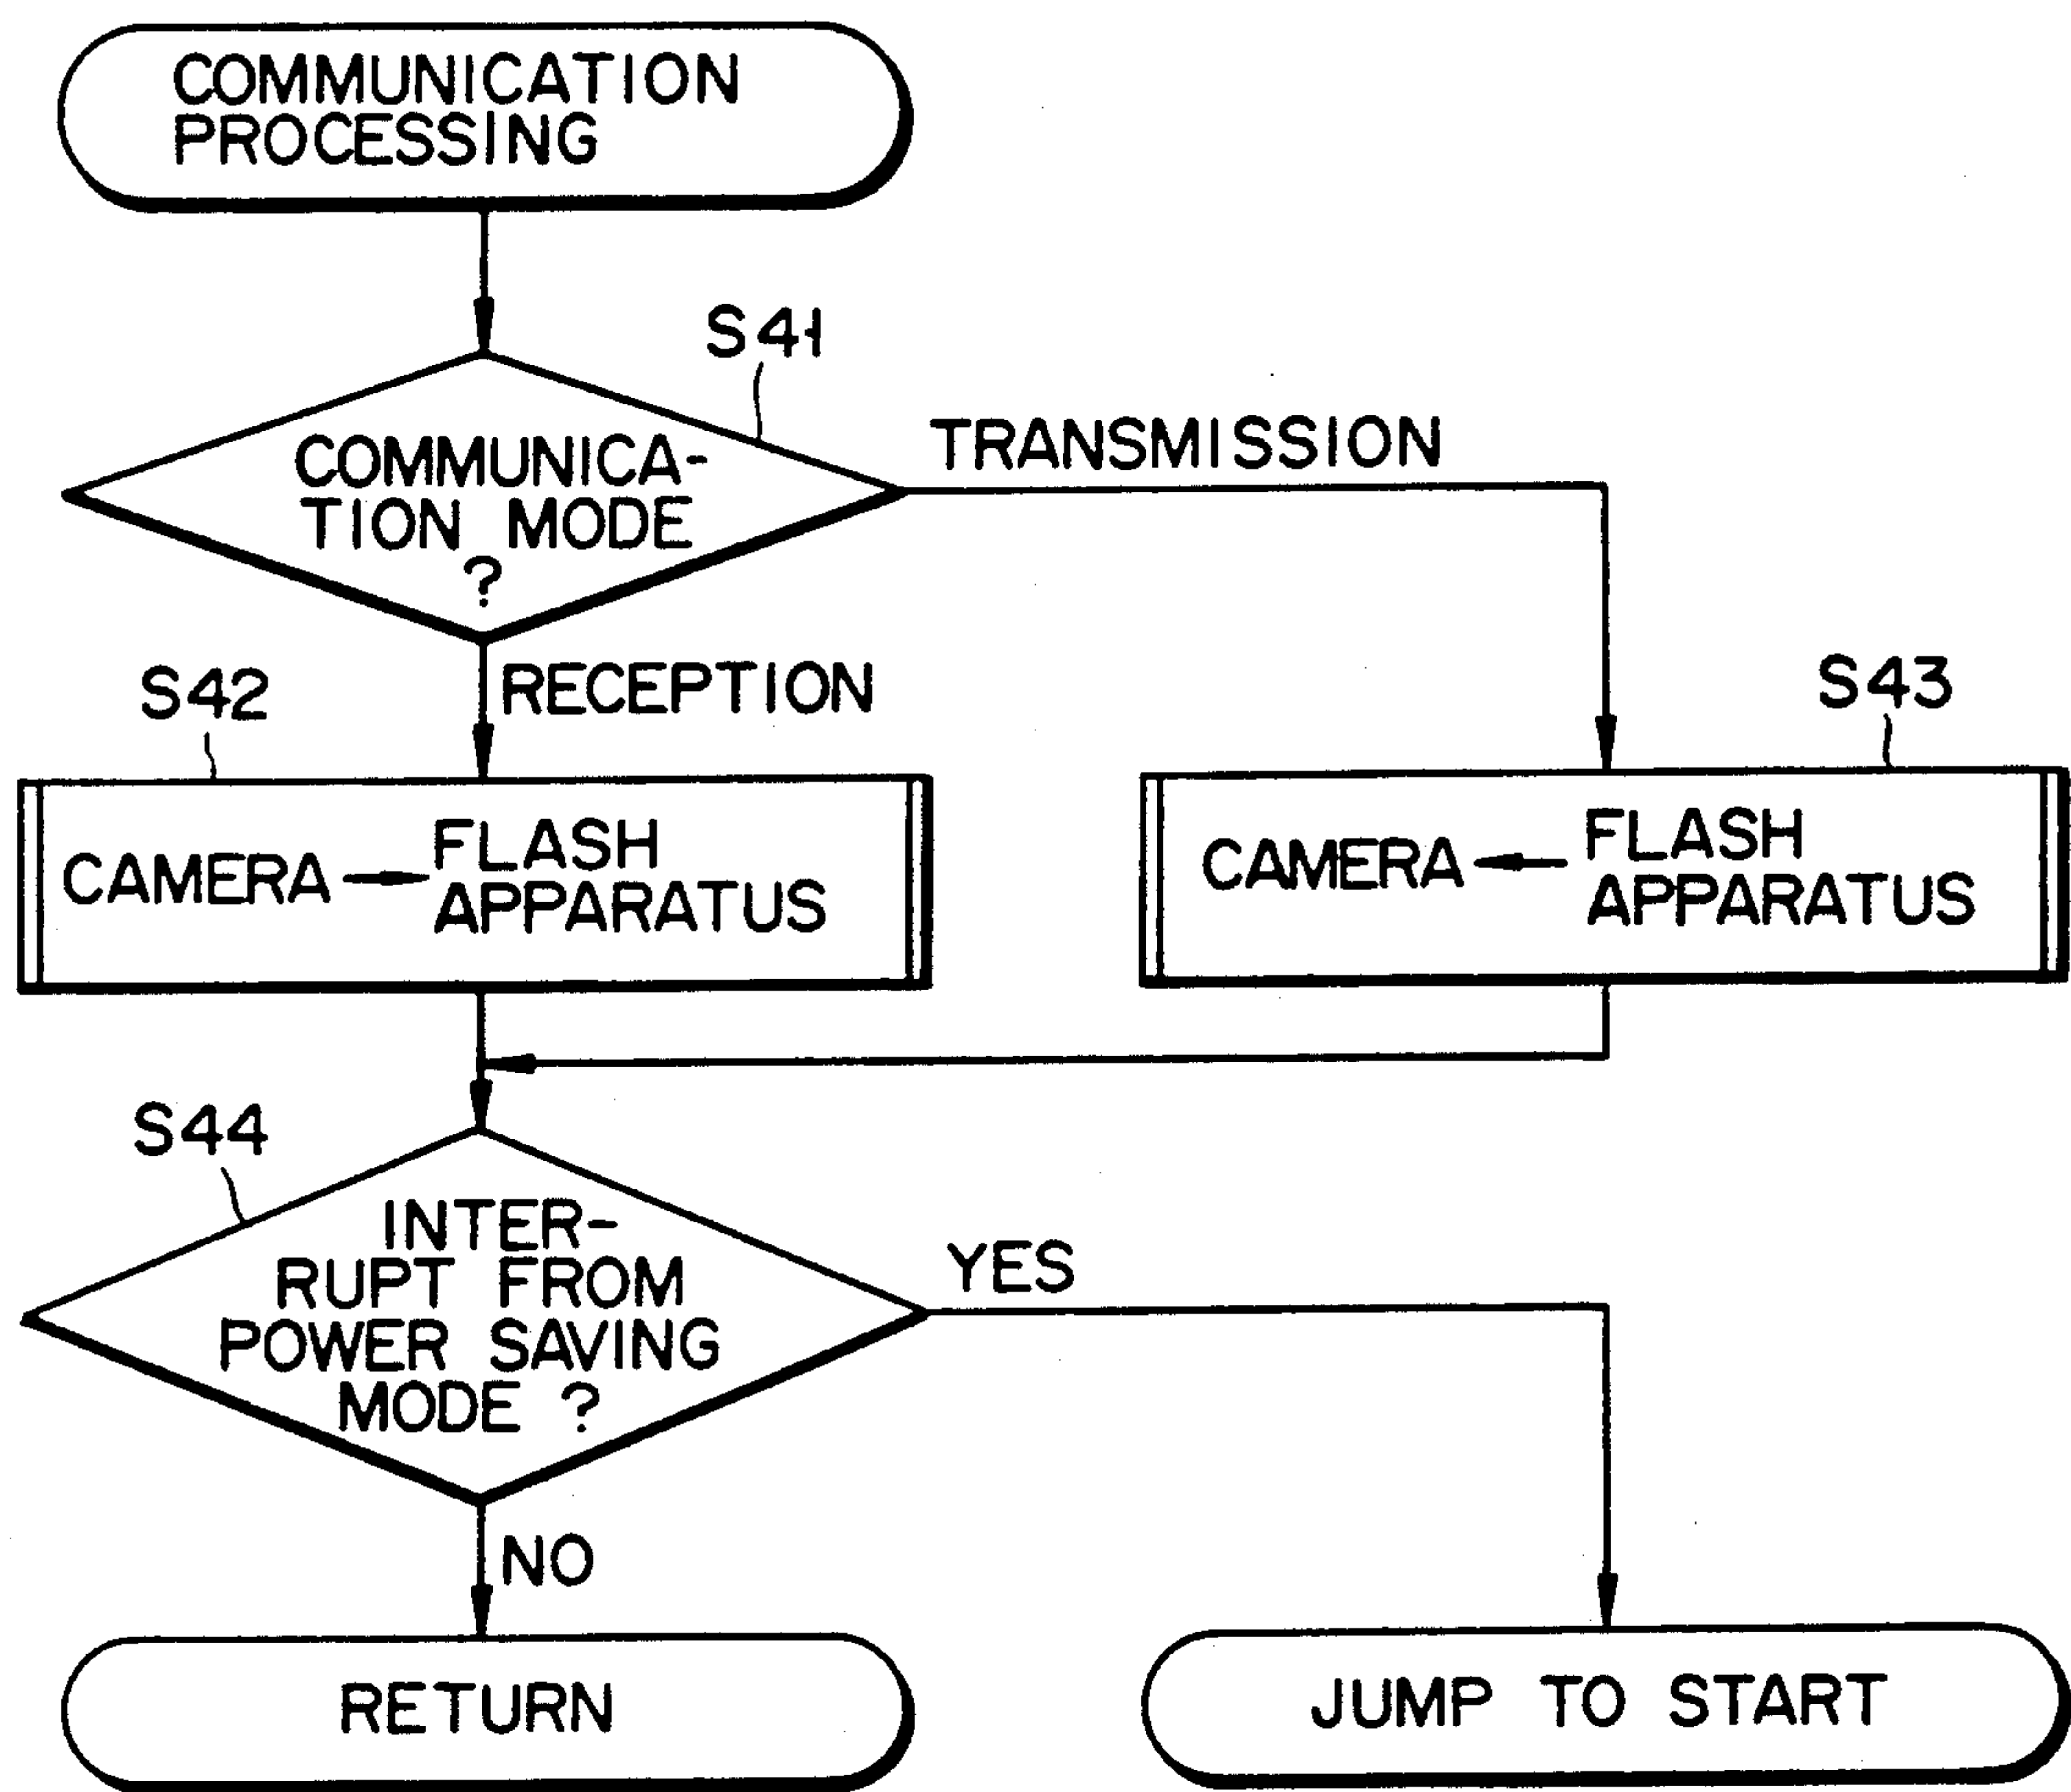 COMMUNICATION
PROCESSING
S41
COMMUNICA-
TION MODE
?
TRANSMISSION
RECEPTION
S42
CAMERA → FLASH
APPARATUS
S43
CAMERA ← FLASH
APPARATUS
S44
INTER-
RUPT FROM
POWER SAVING
MODE ?
YES
NO
RETURN
JUMP TO START